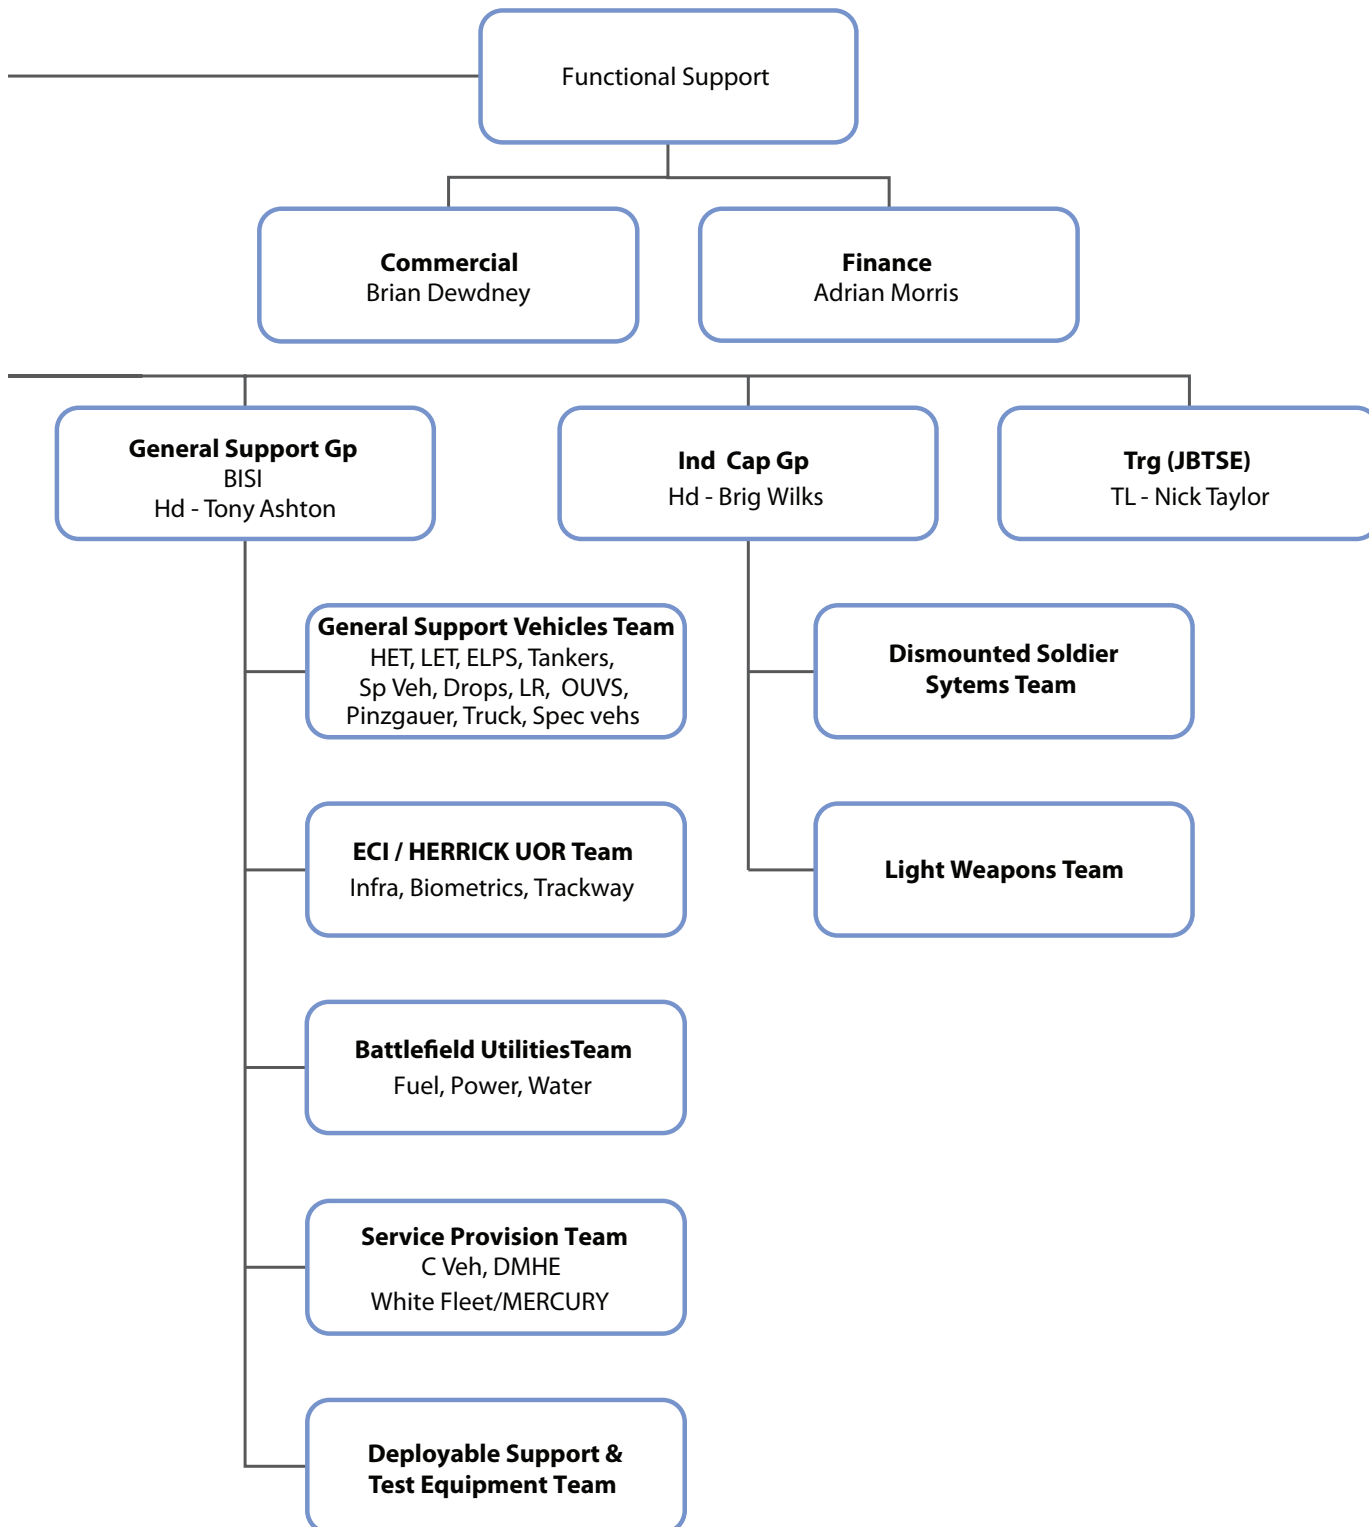 Functional Support
Commercial
Brian Dewdney
Finance
Adrian Morris
General Support Gp
BISI
Hd - Tony Ashton
Ind Cap Gp
Hd - Brig Wilks
Trg (JBTSE)
TL - Nick Taylor
General Support Vehicles Team
HET, LET, ELPS, Tankers,
Sp Veh, Drops, LR, OUVS,
Pinzgauer, Truck, Spec vehs
Dismounted Soldier
Sytems Team
ECI / HERRICK UOR Team
Infra, Biometrics, Trackway
Light Weapons Team
Battlefield UtilitiesTeam
Fuel, Power, Water
Service Provision Team
C Veh, DMHE
White Fleet/MERCURY
Deployable Support &
Test Equipment Team